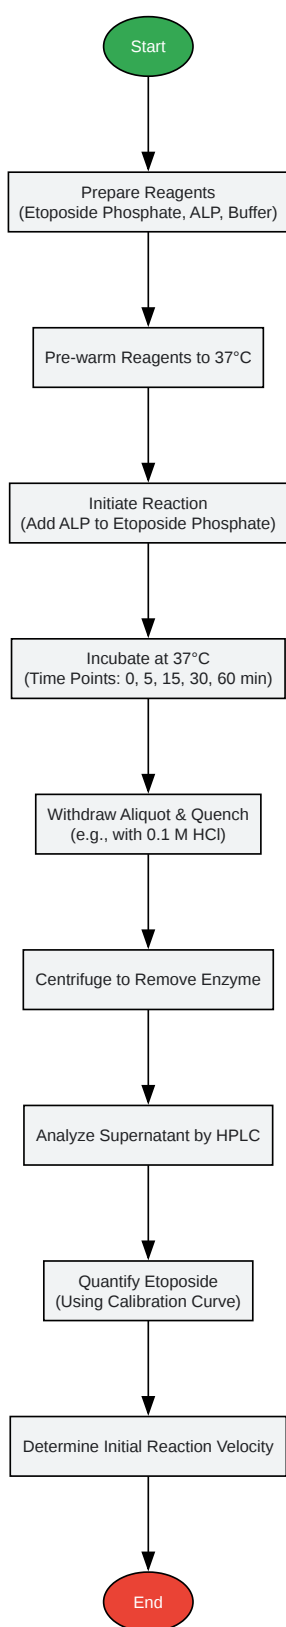 Start
Prepare Reagents
(Etoposide Phosphate, ALP, Buffer)
Pre-warm Reagents to 37°C
Initiate Reaction
(Add ALP to Etoposide Phosphate)
Incubate at 37°C
(Time Points: 0, 5, 15, 30, 60 min)
Withdraw Aliquot & Quench
(e.g., with 0.1 M HCl)
Centrifuge to Remove Enzyme
Analyze Supernatant by HPLC
Quantify Etoposide
(Using Calibration Curve)
Determine Initial Reaction Velocity
End